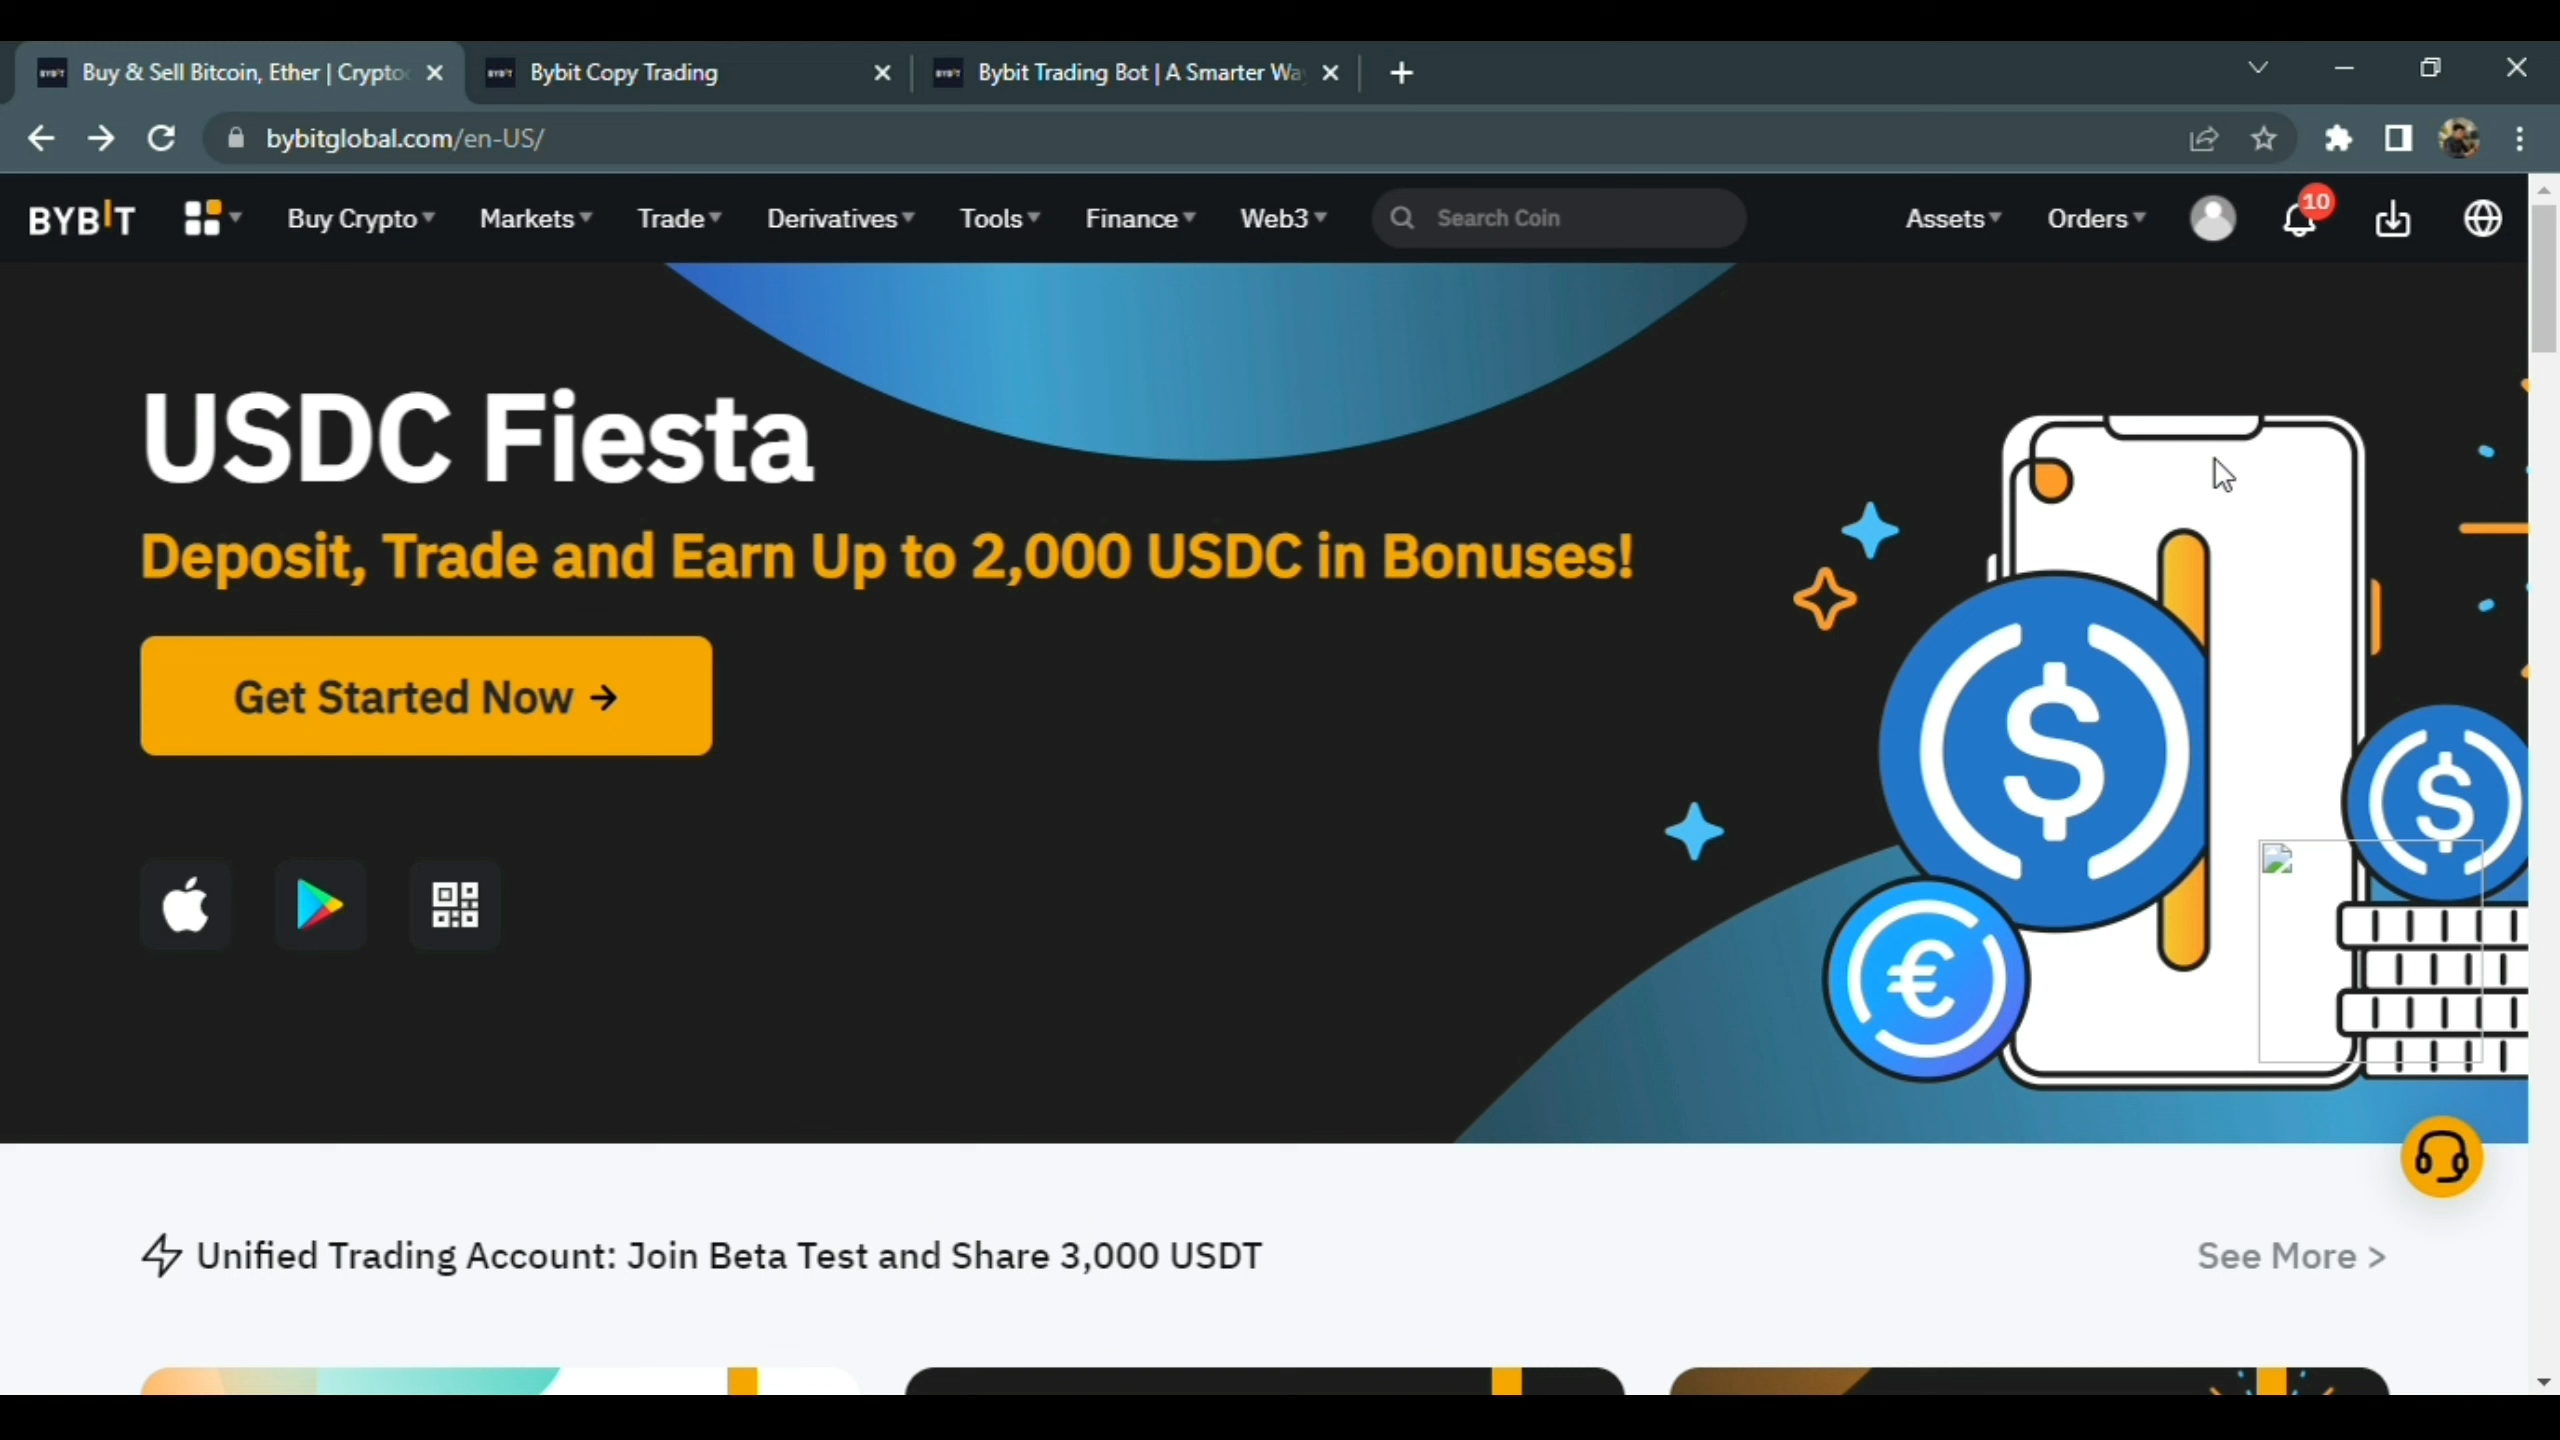 Buy & Sell Bitcoin, Ether | Crypto
Bybit Copy Trading
Bybit Trading Bot | A Smarter Wa
bybitglobal.com/en-US/
BYBIT
Buy Crypto
Markets
Trade
Derivatives
Tools
Finance
Web3
Search Coin
Assets
Orders
10
USDC Fiesta
Deposit, Trade and Earn Up to 2,000 USDC in Bonuses!
Get Started Now →
Unified Trading Account: Join Beta Test and Share 3,000 USDT
See More >